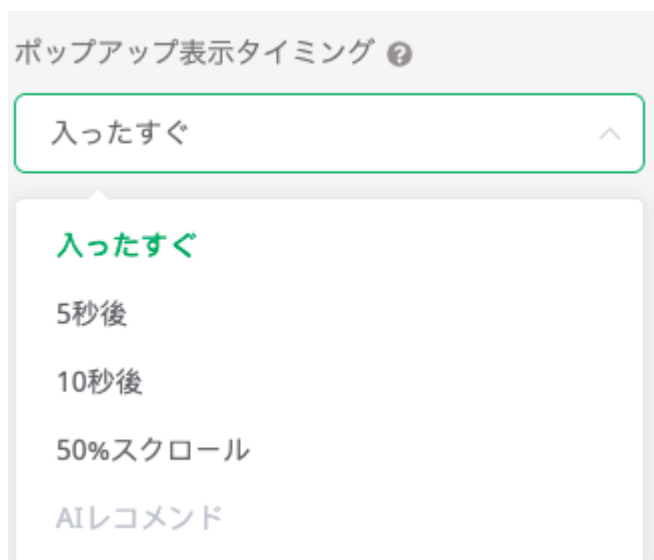 ポップアップ表示タイミング ?
入ったすぐ
入ったすぐ
5秒後
10秒後
50%スクロール
AIレコメンド